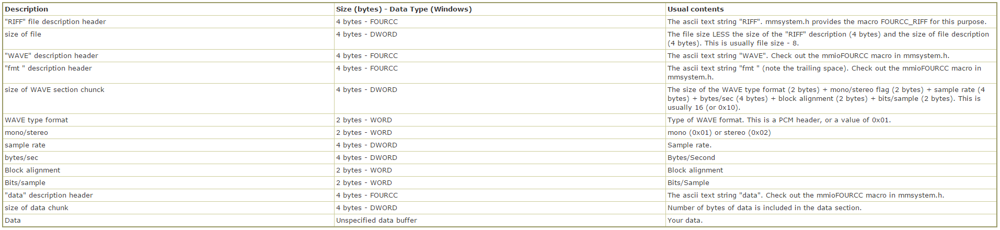 Description Size (bytes) - Data Type (Windows) Usual contents
"RIFF" file description header 4 bytes - FOURCC The ascii text string "RIFF". mmsystem.h provides the macro FOURCC_RIFF for this purpose.
size of file 4 bytes - DWORD The file size LESS the size of the "RIFF" description (4 bytes) and the size of file description
(4 bytes). This is usually file size - 8.
"WAVE" description header 4 bytes - FOURCC The ascii text string "WAVE". Check out the mmioFOURCC macro in mmsystem.h.
"fmt " description header 4 bytes - FOURCC The ascii text string "fmt " (note the trailing space). Check out the mmioFOURCC macro in
mmsystem.h.
size of WAVE section chunck 4 bytes - DWORD The size of the WAVE type format (2 bytes) + mono/stereo flag (2 bytes) + sample rate (4
bytes) + bytes/sec (4 bytes) + block alignment (2 bytes) + bits/sample (2 bytes). This is
usually 16 (or 0x10).
WAVE type format 2 bytes - WORD Type of WAVE format. This is a PCM header, or a value of 0x01.
mono/stereo 2 bytes - WORD mono (0x01) or stereo (0x02)
sample rate 4 bytes - DWORD Sample rate.
bytes/sec 4 bytes - DWORD Bytes/Second
Block alignment 2 bytes - WORD Block alignment
Bits/sample 2 bytes - WORD Bits/Sample
"data" description header 4 bytes - FOURCC The ascii text string "data". Check out the mmioFOURCC macro in mmsystem.h.
size of data chunk 4 bytes - DWORD Number of bytes of data is included in the data section.
Data Unspecified data buffer Your data.